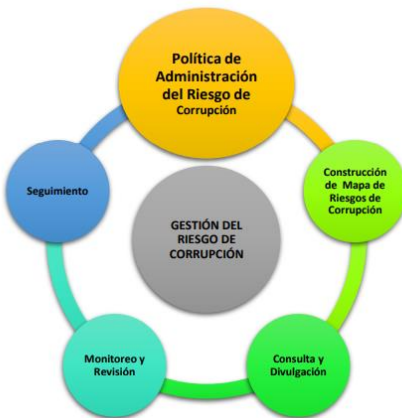 Política de
Administración
del Riesgo de
Corrupción
Construcción
de Mapa de
Riesgos de
Corrupción
Consulta y
Divulgación
Monitoreo y
Revisión
Seguimiento
GESTIÓN DEL
RIESGO DE
CORRUPCIÓN